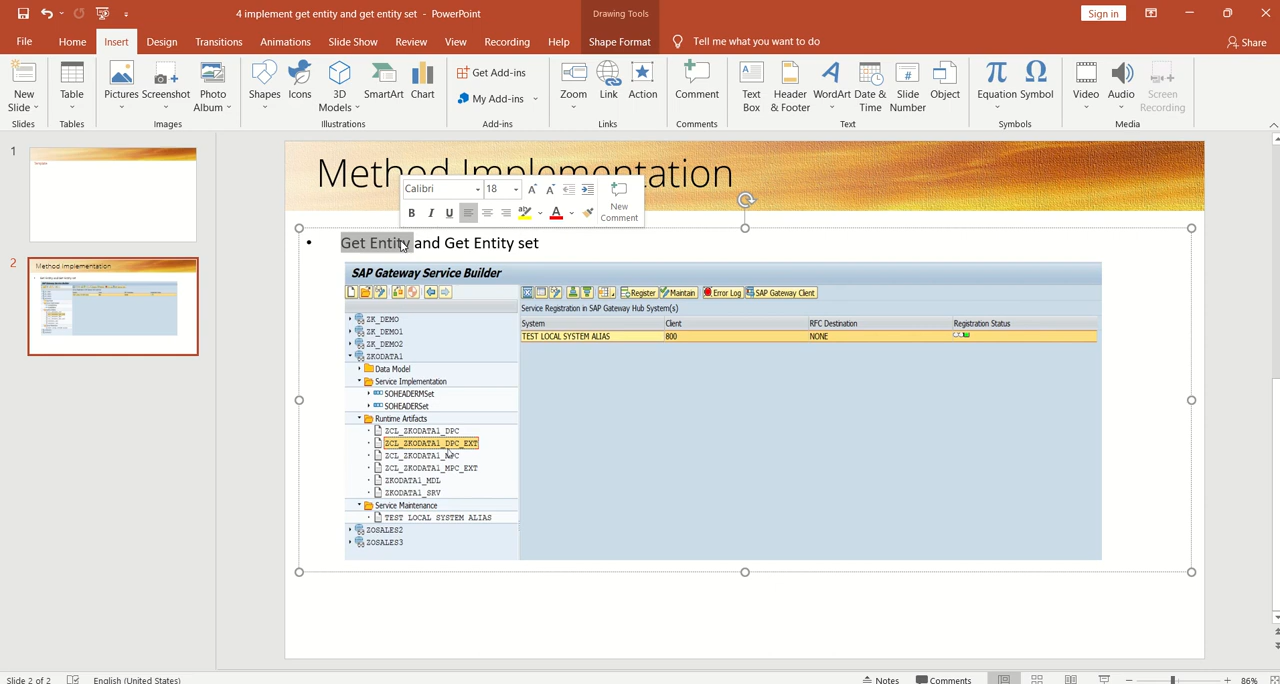 4 implement get entity and get entity set - PowerPoint
Drawing Tools
Sign in
File Home Insert Design Transitions Animations Slide Show Review View Recording Help Shape Format Tell me what you want to do Share
New Slide
Table
Pictures
Screenshot
Photo Album
Shapes
Icons
3D Models
SmartArt
Chart
Get Add-ins
My Add-ins
Zoom
Link
Action
Comment
Text Box
Header & Footer
WordArt
Date & Time
Slide Number
Object
Equation
Symbol
Video
Audio
Screen Recording
Slides Tables Images Illustrations Add-ins Links Comments Text Symbols Media
1
2
Method Implementation
Method Implementation
Calibri 18
New Comment
B I U
• Get Entity and Get Entity set
SAP Gateway Service Builder
Register Maintain Error Log SAP Gateway Client
Service Registration in SAP Gateway Hub System(s)
System Client RFC Destination Registration Status
TEST LOCAL SYSTEM ALIAS 800 NONE
ZK_DEMO
ZK_DEMO1
ZK_DEMO2
ZKODATA1
Data Model
Service Implementation
SOHEADERMSet
SOHEADERSet
Runtime Artifacts
ZCL_ZKODATA1_DPC
ZCL_ZKODATA1_DPC_EXT
ZCL_ZKODATA1_MPC
ZCL_ZKODATA1_MPC_EXT
ZKODATA1_MDL
ZKODATA1_SRV
Service Maintenance
TEST LOCAL SYSTEM ALIAS
ZOSALES2
ZOSALES3
Slide 2 of 2 English (United States) Notes Comments 86%